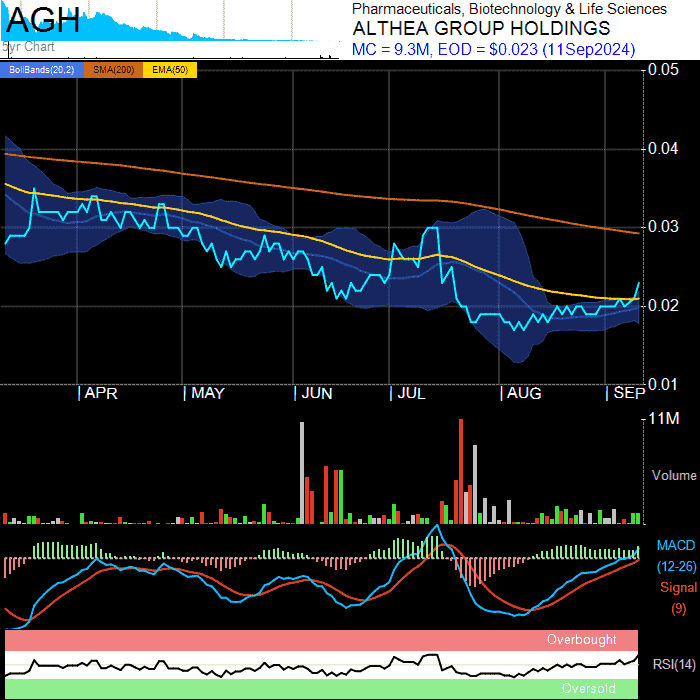 AGH
5yr Chart
Pharmaceuticals, Biotechnology & Life Sciences
ALTHEA GROUP HOLDINGS
MC = 9.3M, EOD = $0.023 (11Sep2024)
BollBands(20,2) SMA(200) EMA(50)
0.05
0.04
0.03
0.02
0.01
APR MAY JUN JUL AUG SEP
11M
Volume
MACD
(12-26)
Signal
(9)
Overbought
RSI(14)
Oversold